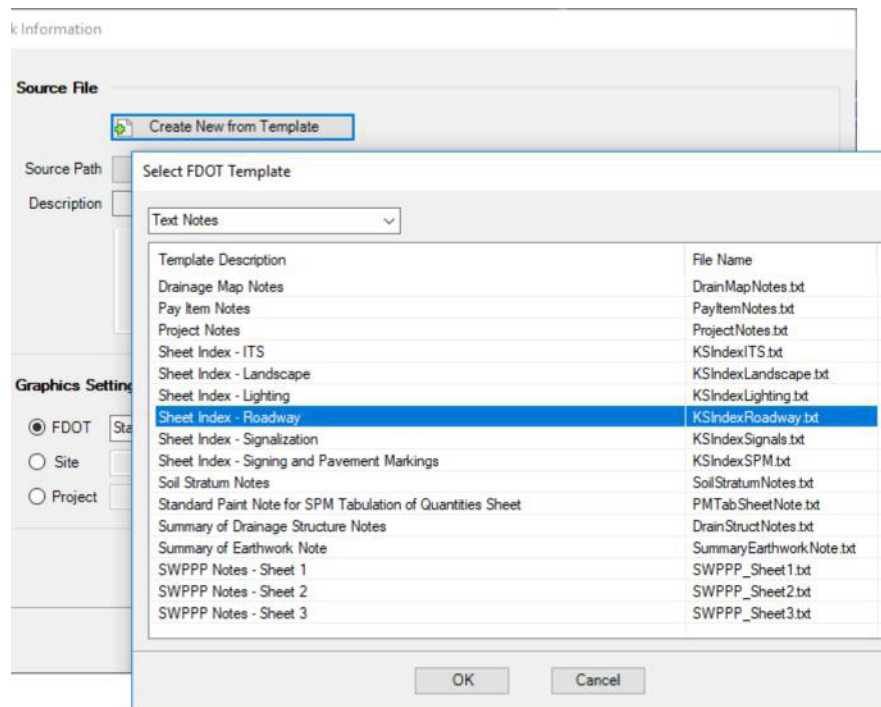 k Information
Source File
Create New from Template
Source Path
Select FDOT Template
Description
Text Notes
Template Description File Name
Drainage Map Notes DrainMapNotes.txt
Pay Item Notes PayItemNotes.txt
Project Notes ProjectNotes.txt
Sheet Index - ITS KSIndexITS.txt
Sheet Index - Landscape KSIndexLandscape.txt
Sheet Index - Lighting KSIndexLighting.txt
Graphics Setting
Sheet Index - Roadway KSIndexRoadway.txt
FDOT Sta
Sheet Index - Signalization KSIndexSignals.txt
Site
Sheet Index - Signing and Pavement Markings KSIndexSPM.txt
Soil Stratum Notes SoilStratumNotes.txt
Project
Standard Paint Note for SPM Tabulation of Quantities Sheet PMTabSheetNote.txt
Summary of Drainage Structure Notes DrainStructNotes.txt
Summary of Earthwork Note SummaryEarthworkNote.txt
SWPPP Notes - Sheet 1 SWPPP_Sheet1.txt
SWPPP Notes - Sheet 2 SWPPP_Sheet2.txt
SWPPP Notes - Sheet 3 SWPPP_Sheet3.txt
OK Cancel